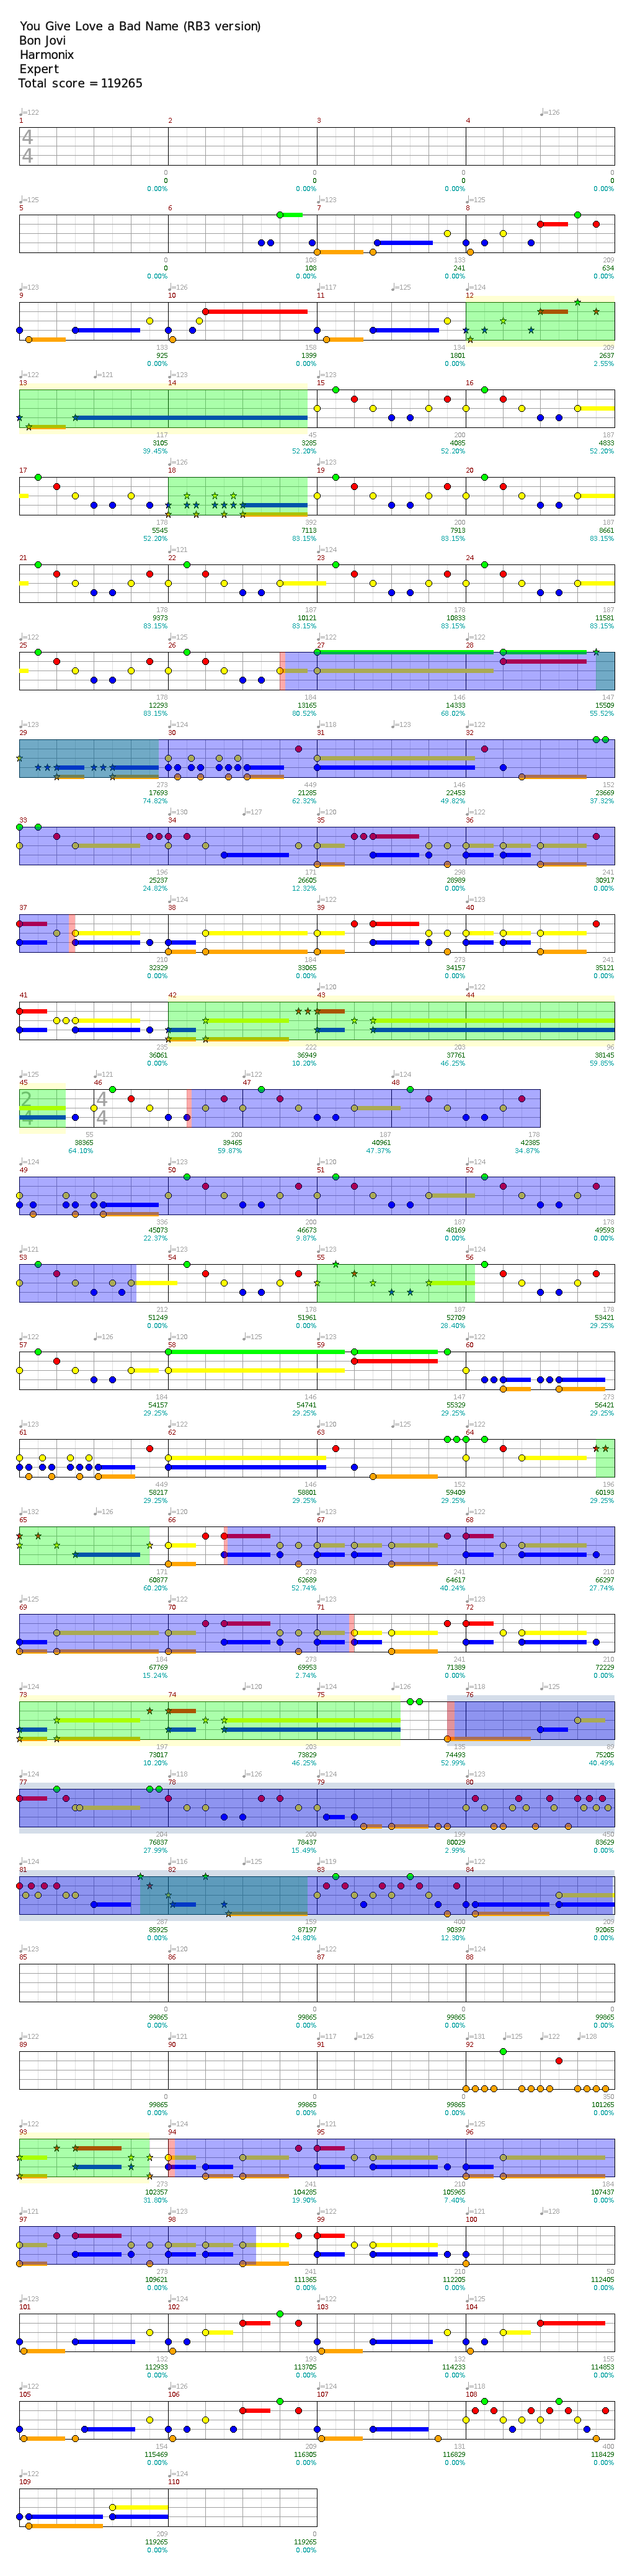 You Give Love a Bad Name (RB3 version)
Bon Jovi
Harmonix
Expert
Total score = 119265
♩=122 ♩=126
1 2 3 4
4
4
0 0 0 0
0 0 0 0
0.00% 0.00% 0.00% 0.00%
♩=125 ♩=123 ♩=125
5 6 7 8
0 108 133 209
0 108 241 634
0.00% 0.00% 0.00% 0.00%
♩=123 ♩=126 ♩=125 ♩=122
9 10 11 12
133 158 134 209
925 1399 1801 2637
0.00% 0.00% 0.00% 2.55%
♩=122 ♩=121 ♩=123 ♩=123
13 14 15 16
117 45 200 187
3105 3285 4085 4833
39.45% 52.20% 52.20% 52.20%
♩=126
17 18 19 20
178 392 200 187
5545 7113 7913 8661
52.20% 83.15% 83.15% 83.15%
♩=121 ♩=124
21 22 23 24
178 187 178 187
9373 10121 10833 11581
83.15% 83.15% 83.15% 83.15%
♩=122 ♩=126 ♩=122
25 26 27 28
178 184 146 147
12293 13165 14333 15509
83.15% 80.52% 68.02% 55.52%
♩=123 ♩=124 ♩=118 ♩=123 ♩=122
29 30 31 32
273 449 146 152
17693 21285 22453 23669
74.82% 62.32% 49.82% 37.32%
♩=130 ♩=127 ♩=120
33 34 35 36
196 171 298 241
25237 26605 28989 30917
24.82% 12.32% 0.00% 0.00%
♩=124 ♩=123
37 38 39 40
210 184 273 241
32329 33065 34157 35121
0.00% 0.00% 0.00% 0.00%
♩=120 ♩=122
41 42 43 44
235 222 203 96
36061 36949 37761 38145
0.00% 10.20% 46.25% 59.85%
♩=125 ♩=121 ♩=124
45 46 47 48
2 4
4 4
55 200 187 178
38365 39465 40961 42385
64.10% 59.87% 47.37% 34.87%
♩=124 ♩=123
49 50 51 52
336 200 187 178
45073 46673 48169 49593
22.37% 9.87% 0.00% 0.00%
♩=121 ♩=123
53 54 55 56
212 178 187 178
51249 51961 52709 53421
0.00% 0.00% 28.40% 29.25%
♩=122 ♩=126 ♩=120 ♩=125 ♩=123
57 58 59 60
184 146 147 273
54157 54741 55329 56421
29.25% 29.25% 29.25% 29.25%
♩=123 ♩=125 ♩=122
61 62 63 64
449 146 152 196
58217 58801 59409 60193
29.25% 29.25% 29.25% 29.25%
♩=132 ♩=126 ♩=120 ♩=122
65 66 67 68
171 273 241 210
60877 62689 64617 66297
60.20% 52.74% 40.24% 27.74%
♩=125 ♩=123
69 70 71 72
184 273 241 210
67769 69953 71389 72229
15.24% 2.74% 0.00% 0.00%
♩=120 ♩=124 ♩=126 ♩=118 ♩=125
73 74 75 76
197 203 135 89
73017 73829 74493 75205
10.20% 46.25% 52.99% 40.49%
♩=124 ♩=118 ♩=126 ♩=124 ♩=123
77 78 79 80
204 200 199 450
76837 78437 80029 83629
27.99% 15.49% 2.99% 0.00%
♩=124 ♩=116 ♩=119
81 82 83 84
287 159 400 209
85925 87197 90397 92065
0.00% 24.80% 12.30% 0.00%
♩=123 ♩=120 ♩=124
85 86 87 88
0 0 0 0
99865 99865 99865 99865
0.00% 0.00% 0.00% 0.00%
♩=122 ♩=121 ♩=117 ♩=126 ♩=131 ♩=125 ♩=122 ♩=128
89 90 91 92
0 0 0 350
99865 99865 99865 101265
0.00% 0.00% 0.00% 0.00%
♩=122 ♩=124 ♩=125
93 94 95 96
273 241 210 184
102357 104285 105965 107437
31.80% 19.90% 7.40% 0.00%
♩=121 ♩=123 ♩=120 ♩=128
97 98 99 100
273 241 210 50
109621 111365 112205 112405
0.00% 0.00% 0.00% 0.00%
♩=123 ♩=122 ♩=124 ♩=125
101 102 103 104
132 193 132 155
112933 113705 114233 114853
0.00% 0.00% 0.00% 0.00%
♩=122 ♩=126 ♩=124 ♩=118
105 106 107 108
154 209 131 400
115469 116305 116829 118429
0.00% 0.00% 0.00% 0.00%
♩=122 ♩=124
109 110
209 0
119265 119265
0.00% 0.00%